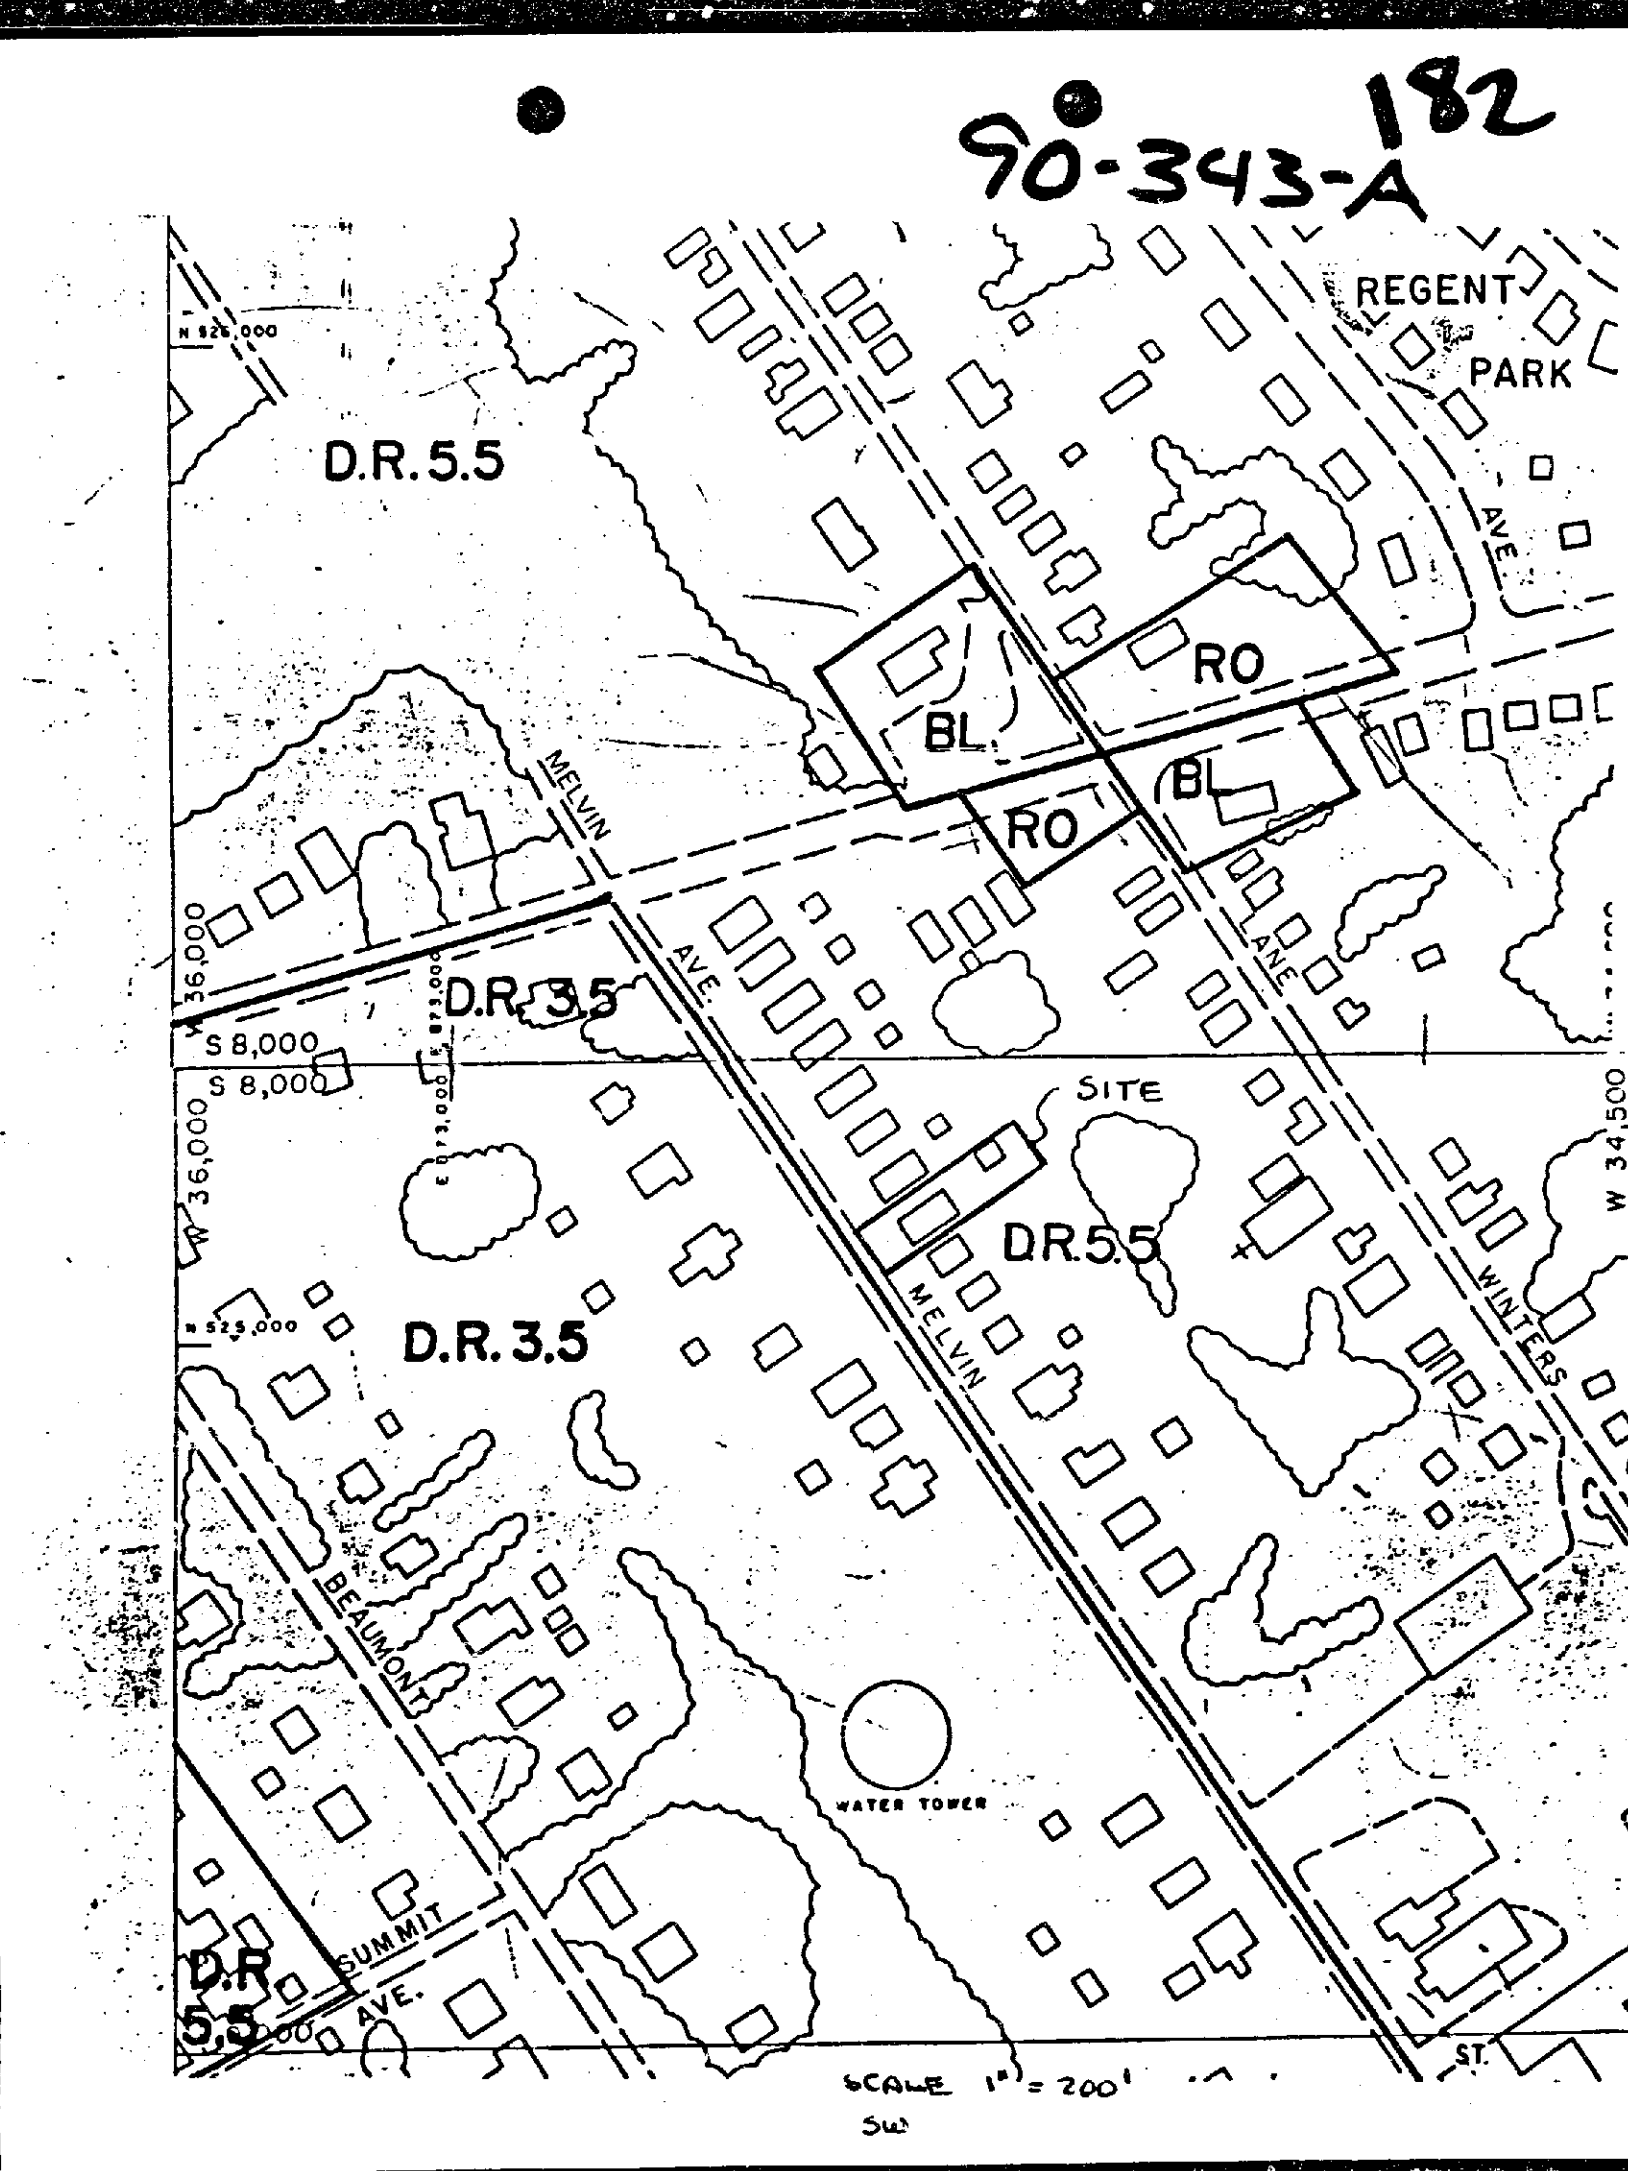 182
90-343-A
REGENT
PARK
N 526,000
D.R. 5.5
AVE.
RO
BL
MELVIN
BL
RO
W 36,000
AVE.
LANE
D.R. 3.5
S 8,000
S 8,000
SITE
W 36,000
W 34,500
D.R. 5.5
MELVIN
WINTERS
N 525,000
D.R. 3.5
BEAUMONT
WATER TOWER
SUMMIT
AVE.
D.R.
5.5
ST.
SCALE 1" = 200'
SW